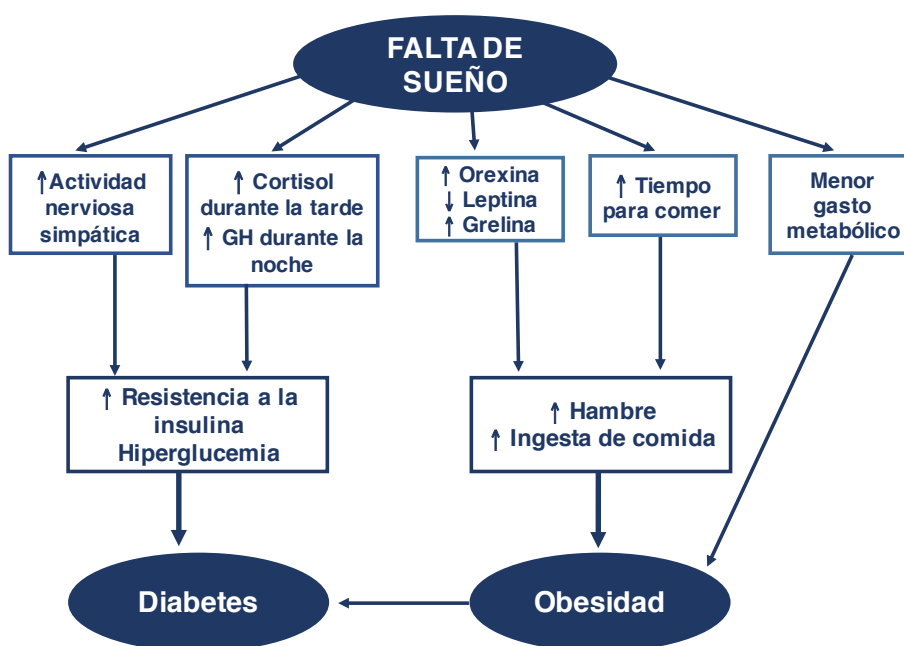 FALTA DE
SUEÑO
↑Actividad
nerviosa
simpática
↑ Cortisol
durante la tarde
↑ GH durante la
noche
↑ Orexina
↓ Leptina
↑ Grelina
↑ Tiempo
para comer
Menor
gasto
metabólico
↑ Resistencia a la
insulina
Hiperglucemia
↑ Hambre
↑ Ingesta de comida
Diabetes
Obesidad